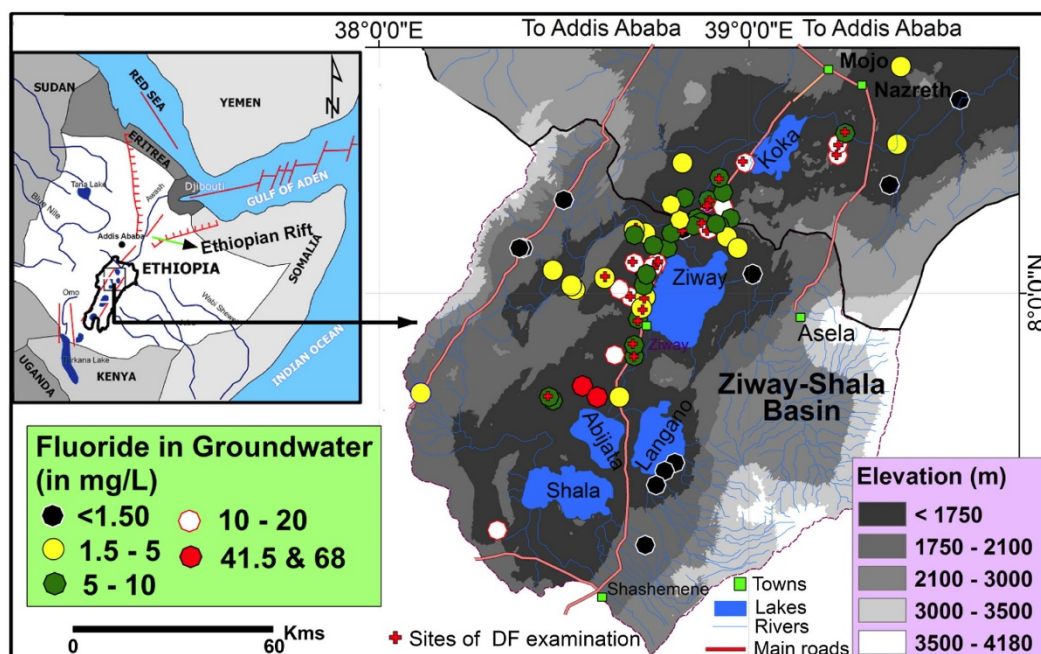 38°0'0"E
To Addis Ababa
39°0'0"E
To Addis Ababa
SUDAN
RED SEA
YEMEN
N
ERITREA
Tana Lake
Djibouti
GULF OF ADEN
Awash
Blue Nile
Addis Ababa
Ethiopian Rift
ETHIOPIA
SOMALIA
Omo
Turkana Lake
UGANDA
KENYA
INDIAN OCEAN
Mojo
Nazreth
Koka
Ziway
Ziway
Asela
8°0'0"N
Ziway-Shala
Basin
Abijata
Langano
Shala
Shashemene
Fluoride in Groundwater
(in mg/L)
<1.50
10 - 20
1.5 - 5
41.5 & 68
5 - 10
0
60
Kms
Sites of DF examination
Towns
Lakes
Rivers
Main roads
Elevation (m)
< 1750
1750 - 2100
2100 - 3000
3000 - 3500
3500 - 4180